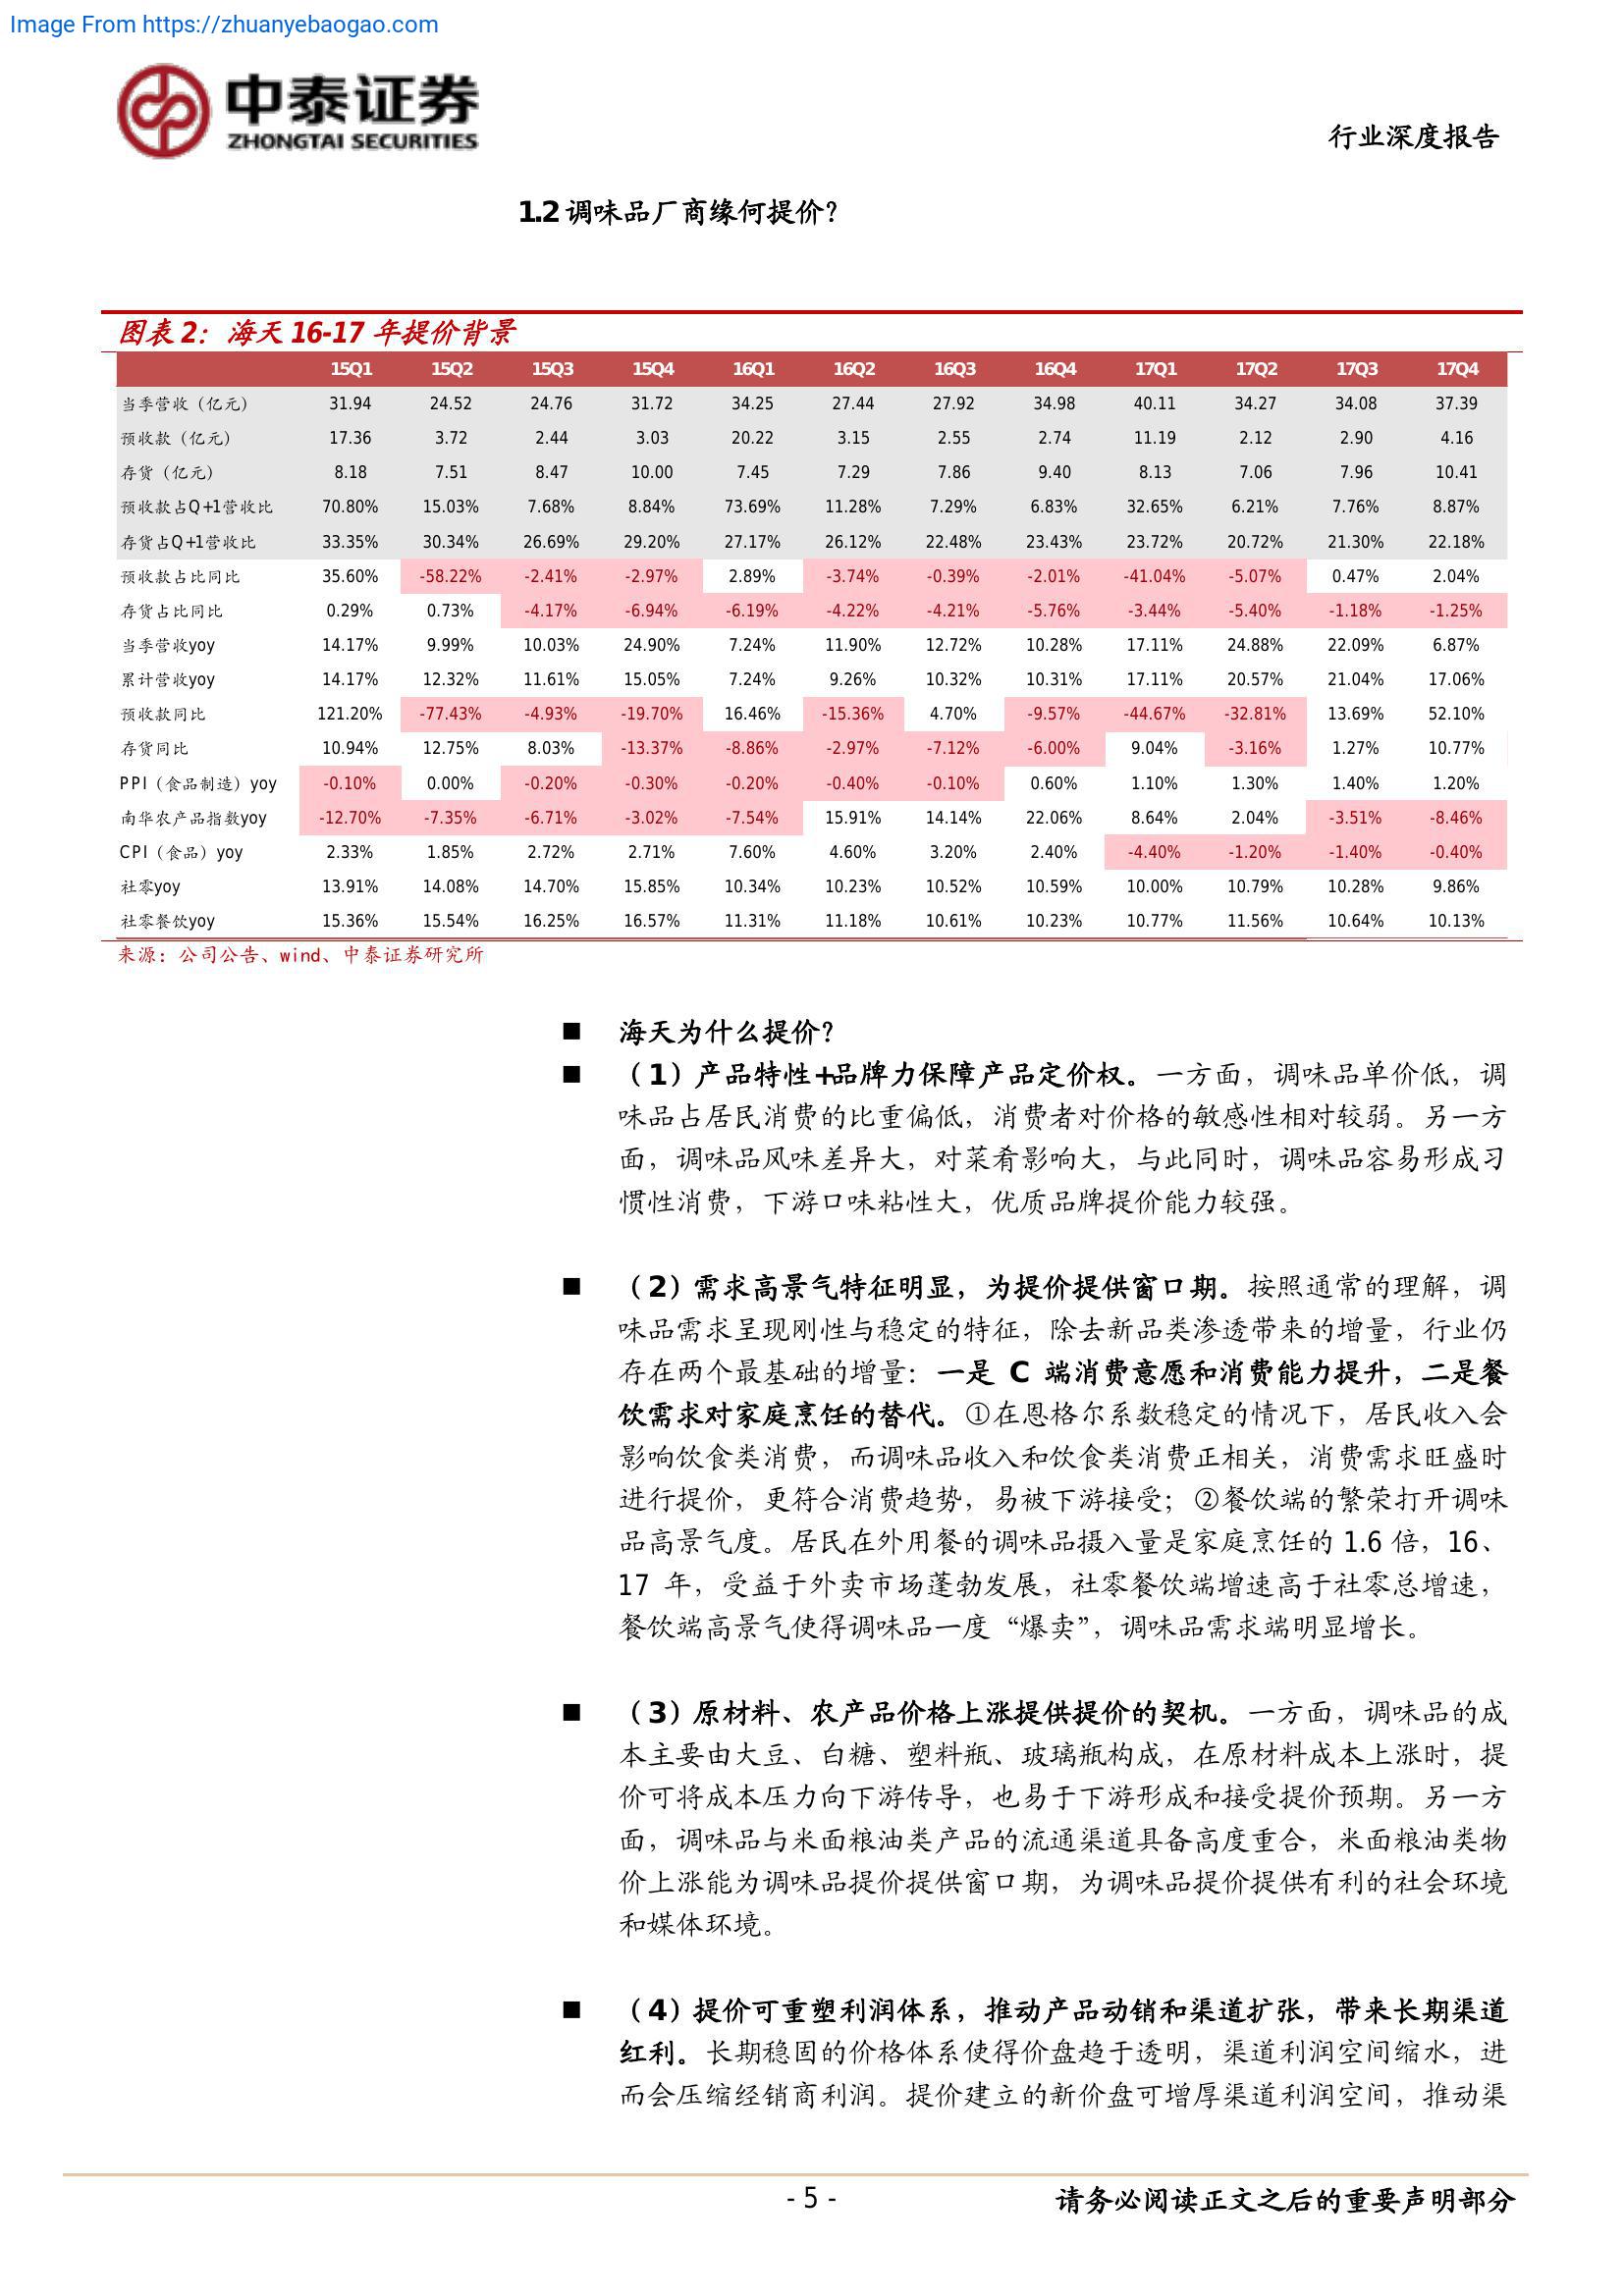 Image From https://zhuanyebaogao.com
中泰证券
ZHONGTAI SECURITIES
行业深度报告
1.2 调味品厂商缘何提价？
图表 2：海天 16-17 年提价背景
15Q1 15Q2 15Q3 15Q4 16Q1 16Q2 16Q3 16Q4 17Q1 17Q2 17Q3 17Q4
当季营收（亿元） 31.94 24.52 24.76 31.72 34.25 27.44 27.92 34.98 40.11 34.27 34.08 37.39
预收款（亿元） 17.36 3.72 2.44 3.03 20.22 3.15 2.55 2.74 11.19 2.12 2.90 4.16
存货（亿元） 8.18 7.51 8.47 10.00 7.45 7.29 7.86 9.40 8.13 7.06 7.96 10.41
预收款占Q+1营收比 70.80% 15.03% 7.68% 8.84% 73.69% 11.28% 7.29% 6.83% 32.65% 6.21% 7.76% 8.87%
存货占Q+1营收比 33.35% 30.34% 26.69% 29.20% 27.17% 26.12% 22.48% 23.43% 23.72% 20.72% 21.30% 22.18%
预收款占比同比 35.60% -58.22% -2.41% -2.97% 2.89% -3.74% -0.39% -2.01% -41.04% -5.07% 0.47% 2.04%
存货占比同比 0.29% 0.73% -4.17% -6.94% -6.19% -4.22% -4.21% -5.76% -3.44% -5.40% -1.18% -1.25%
当季营收yoy 14.17% 9.99% 10.03% 24.90% 7.24% 11.90% 12.72% 10.28% 17.11% 24.88% 22.09% 6.87%
累计营收yoy 14.17% 12.32% 11.61% 15.05% 7.24% 9.26% 10.32% 10.31% 17.11% 20.57% 21.04% 17.06%
预收款同比 121.20% -77.43% -4.93% -19.70% 16.46% -15.36% 4.70% -9.57% -44.67% -32.81% 13.69% 52.10%
存货同比 10.94% 12.75% 8.03% -13.37% -8.86% -2.97% -7.12% -6.00% 9.04% -3.16% 1.27% 10.77%
PPI（食品制造）yoy -0.10% 0.00% -0.20% -0.30% -0.20% -0.40% -0.10% 0.60% 1.10% 1.30% 1.40% 1.20%
南华农产品指数yoy -12.70% -7.35% -6.71% -3.02% -7.54% 15.91% 14.14% 22.06% 8.64% 2.04% -3.51% -8.46%
CPI（食品）yoy 2.33% 1.85% 2.72% 2.71% 7.60% 4.60% 3.20% 2.40% -4.40% -1.20% -1.40% -0.40%
社零yoy 13.91% 14.08% 14.70% 15.85% 10.34% 10.23% 10.52% 10.59% 10.00% 10.79% 10.28% 9.86%
社零餐饮yoy 15.36% 15.54% 16.25% 16.57% 11.31% 11.18% 10.61% 10.23% 10.77% 11.56% 10.64% 10.13%
来源：公司公告、wind、中泰证券研究所
■ 海天为什么提价？
■ （1）产品特性+品牌力保障产品定价权。一方面，调味品单价低，调
味品占居民消费的比重偏低，消费者对价格的敏感性相对较弱。另一方
面，调味品风味差异大，对菜肴影响大，与此同时，调味品容易形成习
惯性消费，下游口味粘性大，优质品牌提价能力较强。
■ （2）需求高景气特征明显，为提价提供窗口期。按照通常的理解，调
味品需求呈现刚性与稳定的特征，除去新品类渗透带来的增量，行业仍
存在两个最基础的增量：一是 C 端消费意愿和消费能力提升，二是餐
饮需求对家庭烹饪的替代。①在恩格尔系数稳定的情况下，居民收入会
影响饮食类消费，而调味品收入和饮食类消费正相关，消费需求旺盛时
进行提价，更符合消费趋势，易被下游接受；②餐饮端的繁荣打开调味
品高景气度。居民在外用餐的调味品摄入量是家庭烹饪的 1.6 倍，16、
17 年，受益于外卖市场蓬勃发展，社零餐饮端增速高于社零总增速，
餐饮端高景气使得调味品一度“爆卖”，调味品需求端明显增长。
■ （3）原材料、农产品价格上涨提供提价的契机。一方面，调味品的成
本主要由大豆、白糖、塑料瓶、玻璃瓶构成，在原材料成本上涨时，提
价可将成本压力向下游传导，也易于下游形成和接受提价预期。另一方
面，调味品与米面粮油类产品的流通渠道具备高度重合，米面粮油类物
价上涨能为调味品提价提供窗口期，为调味品提价提供有利的社会环境
和媒体环境。
■ （4）提价可重塑利润体系，推动产品动销和渠道扩张，带来长期渠道
红利。长期稳固的价格体系使得价盘趋于透明，渠道利润空间缩水，进
而会压缩经销商利润。提价建立的新价盘可增厚渠道利润空间，推动渠
- 5 -
请务必阅读正文之后的重要声明部分